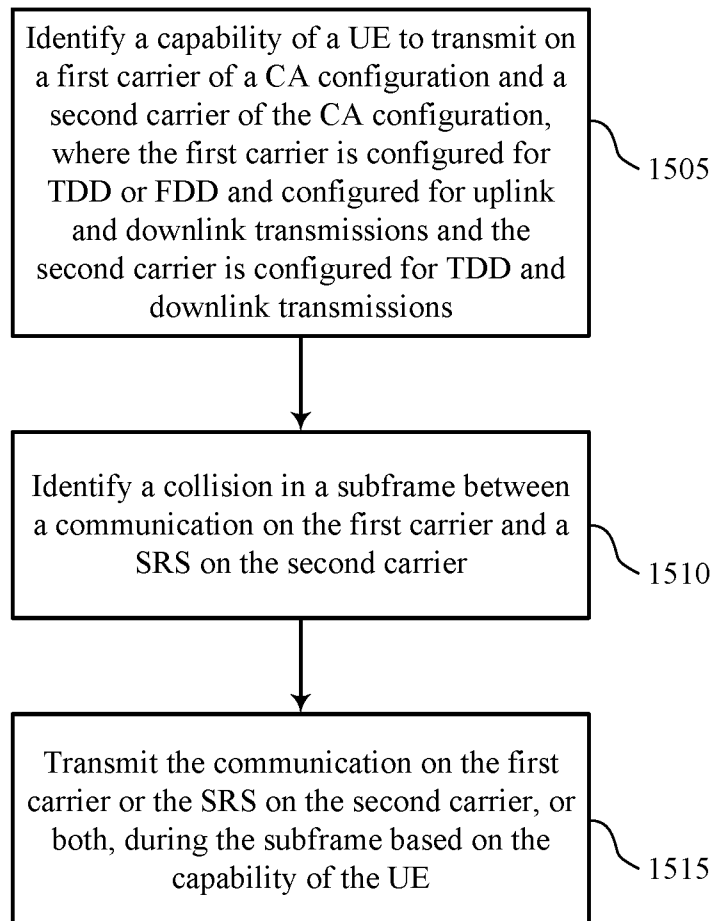 Identify a capability of a UE to transmit on
a first carrier of a CA configuration and a
second carrier of the CA configuration,
where the first carrier is configured for
TDD or FDD and configured for uplink
and downlink transmissions and the
second carrier is configured for TDD and
downlink transmissions
1505
Identify a collision in a subframe between
a communication on the first carrier and a
SRS on the second carrier
1510
Transmit the communication on the first
carrier or the SRS on the second carrier, or
both, during the subframe based on the
capability of the UE
1515